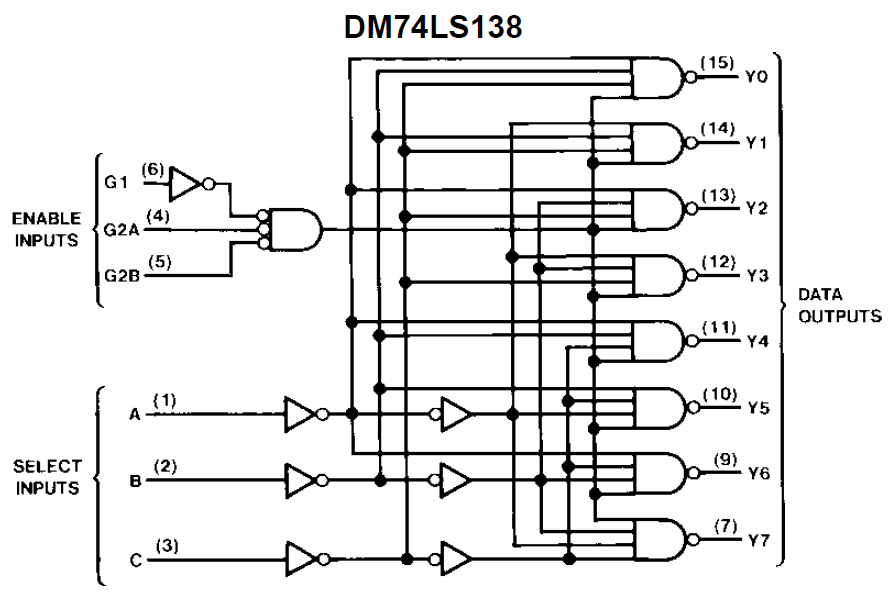 DM74LS138
(15) Y0
(14) Y1
(6)
G1
(13) Y2
ENABLE
INPUTS
(4)
G2A
(5)
G2B
(12) Y3
DATA
OUTPUTS
(11) Y4
(10) Y5
A (1)
SELECT
INPUTS
(2)
B
(9) Y6
(3)
C
(7) Y7